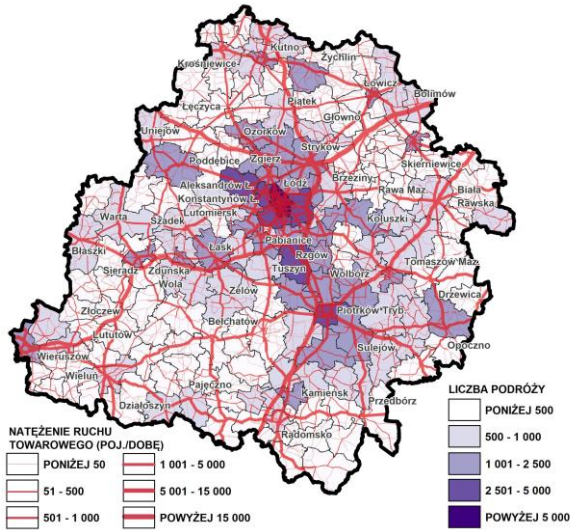 Kutno
Krośniewice
Żychlin
Łowicz
Bolimów
Piątek
Łęczyca
Głowno
Uniejów
Ozorków
Stryków
Poddębice
Zgierz
Skierniewice
Aleksandrów Ł.
Łódź
Brzeziny
Rawa Maz.
Biała
Rawska
Konstantynów Ł.
Lutomiersk
Warta
Szadek
Koluszki
Pabianice
Błaszki
Łask
Rzgów
Sieradz
Zduńska
Wola
Tuszyn
Wolbórz
Tomaszów Maz.
Zelów
Drzewica
Złoczew
Bełchatów
Piotrków Tryb.
Lututów
Sulejów
Opoczno
Wieruszów
Wieluń
Pajęczno
Kamieńsk
Przedbórz
Działoszyn
Radomsko
NATĘŻENIE RUCHU
TOWAROWEGO (POJ./DOBĘ)
PONIŻEJ 50
51 - 500
501 - 1 000
1 001 - 5 000
5 001 - 15 000
POWYŻEJ 15 000
LICZBA PODRÓŻY
PONIŻEJ 500
500 - 1 000
1 001 - 2 500
2 501 - 5 000
POWYŻEJ 5 000